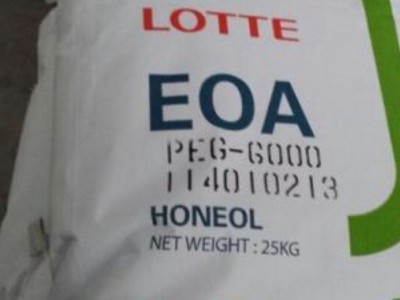 LOTTE
EOA
PEG-6000
114010213
HONEOL
NET WEIGHT : 25KG